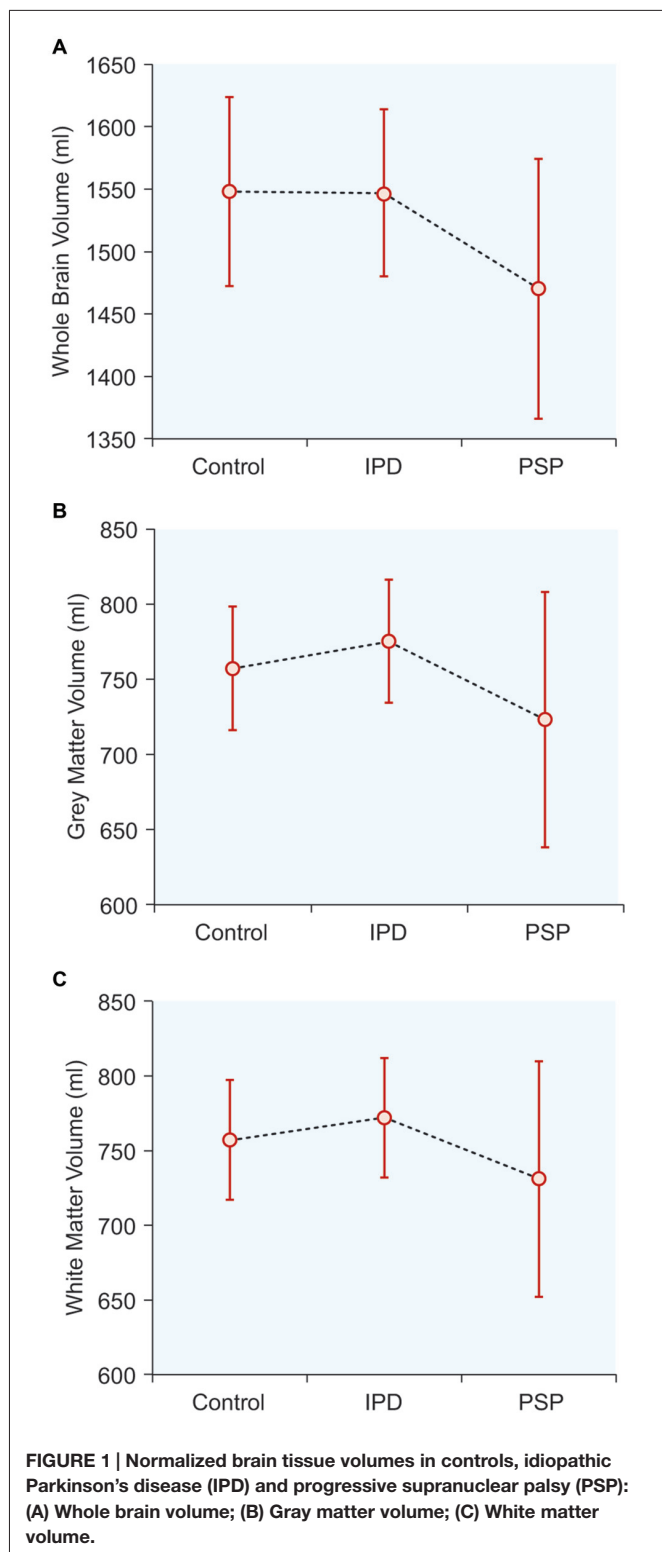 A
Whole Brain Volume (ml)
1650
1600
1550
1500
1450
1400
1350
Control IPD PSP
B
Grey Matter Volume (ml)
850
800
750
700
650
600
Control IPD PSP
C
White Matter Volume (ml)
850
800
750
700
650
600
Control IPD PSP
FIGURE 1 | Normalized brain tissue volumes in controls, idiopathic
Parkinson's disease (IPD) and progressive supranuclear palsy (PSP):
(A) Whole brain volume; (B) Gray matter volume; (C) White matter
volume.